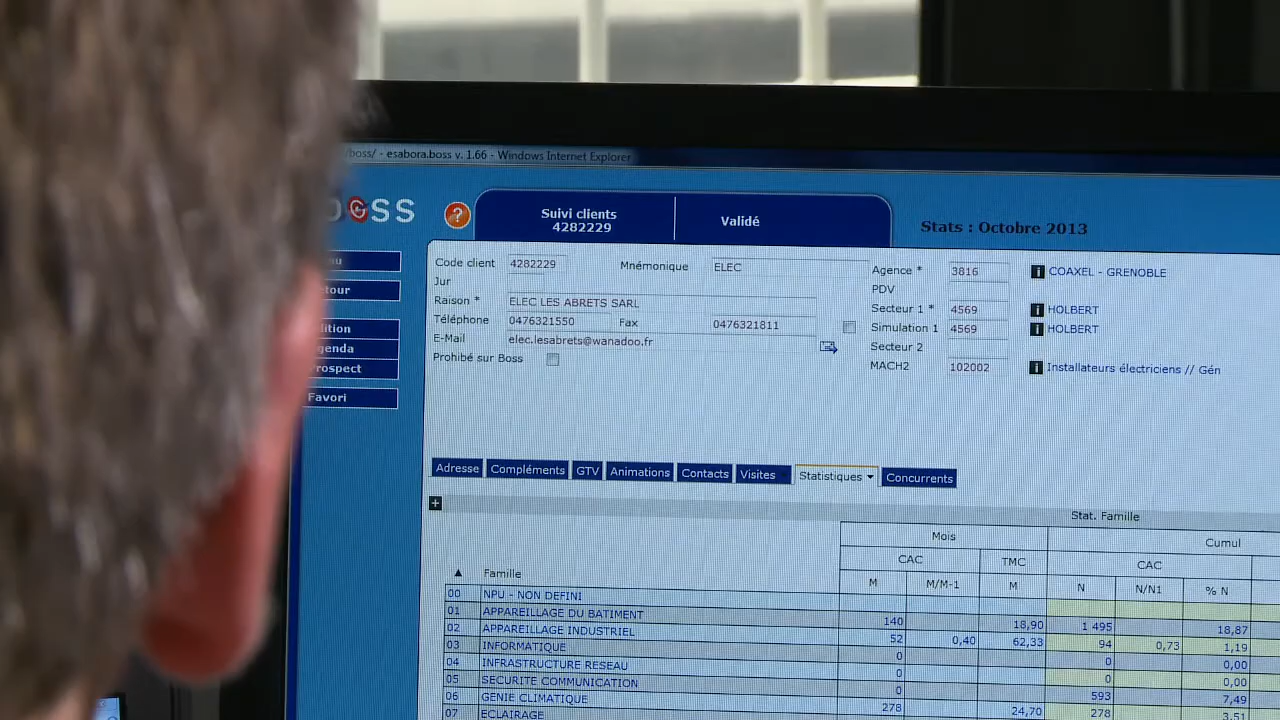 boss/ - esabora.boss v. 1.66 - Windows Internet Explorer
boss
?
Suivi clients
4282229
Validé
Stats : Octobre 2013
Code client 4282229 Mnémonique ELEC Agence * 3816 i COAXEL - GRENOBLE
Jur PDV
Raison * ELEC LES ABRETS SARL Secteur 1 * 4569 i HOLBERT
Téléphone 0476321550 Fax 0476321811 Simulation 1 4569 i HOLBERT
E-Mail elec.lesabrets@wanadoo.fr Secteur 2
Prohibé sur Boss MACH2 102002 i Installateurs électriciens // Gén
Favori
Adresse Compléments GTV Animations Contacts Visites Statistiques Concurrents
+
Stat. Famille
Mois Cumul
CAC TMC CAC
Famille M M/M-1 M N N/N1 % N
00 NPU - NON DEFINI
01 APPAREILLAGE DU BATIMENT 140 18,90 1 495 18,87
02 APPAREILLAGE INDUSTRIEL 52 0,40 62,33 94 0,73 1,19
03 INFORMATIQUE 0 0 0,00
04 INFRASTRUCTURE RESEAU 0 0 0,00
05 SECURITE COMMUNICATION 0 593 7,49
06 GENIE CLIMATIQUE 278 24,70 278 3,51
07 ECLAIRAGE